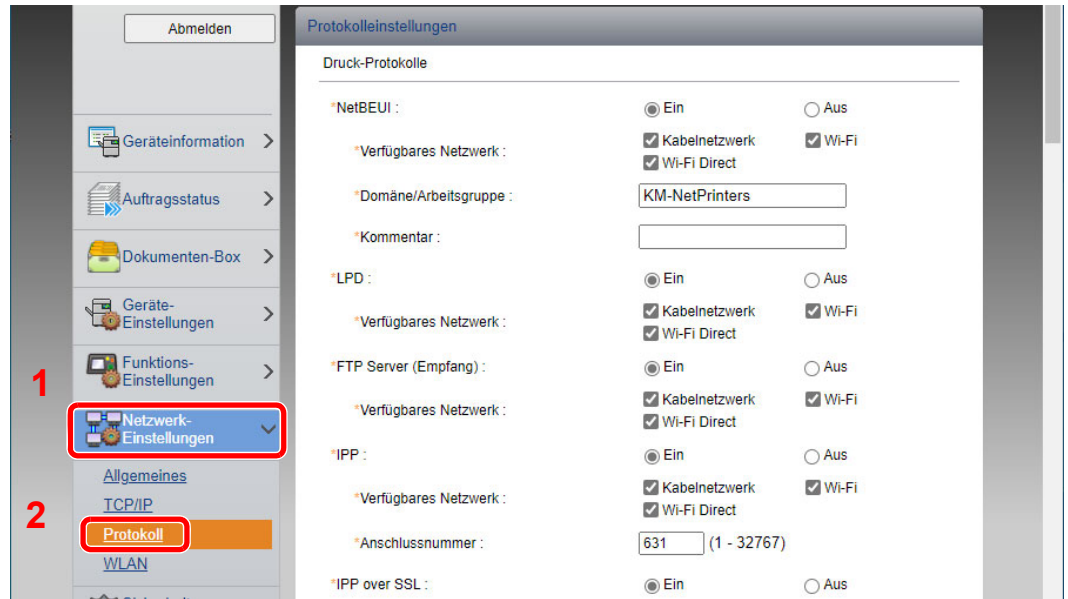 Abmelden
Geräteinformation
Auftragsstatus
Dokumenten-Box
Geräte-
Einstellungen
Funktions-
Einstellungen
1
Netzwerk-
Einstellungen
Allgemeines
TCP/IP
2
Protokoll
WLAN
Protokolleinstellungen
Druck-Protokolle
*NetBEUI : Ein Aus
*Verfügbares Netzwerk : Kabelnetzwerk Wi-Fi
Wi-Fi Direct
*Domäne/Arbeitsgruppe : KM-NetPrinters
*Kommentar :
*LPD : Ein Aus
*Verfügbares Netzwerk : Kabelnetzwerk Wi-Fi
Wi-Fi Direct
*FTP Server (Empfang) : Ein Aus
*Verfügbares Netzwerk : Kabelnetzwerk Wi-Fi
Wi-Fi Direct
*IPP : Ein Aus
*Verfügbares Netzwerk : Kabelnetzwerk Wi-Fi
Wi-Fi Direct
*Anschlussnummer : 631 (1 - 32767)
*IPP over SSL : Ein Aus